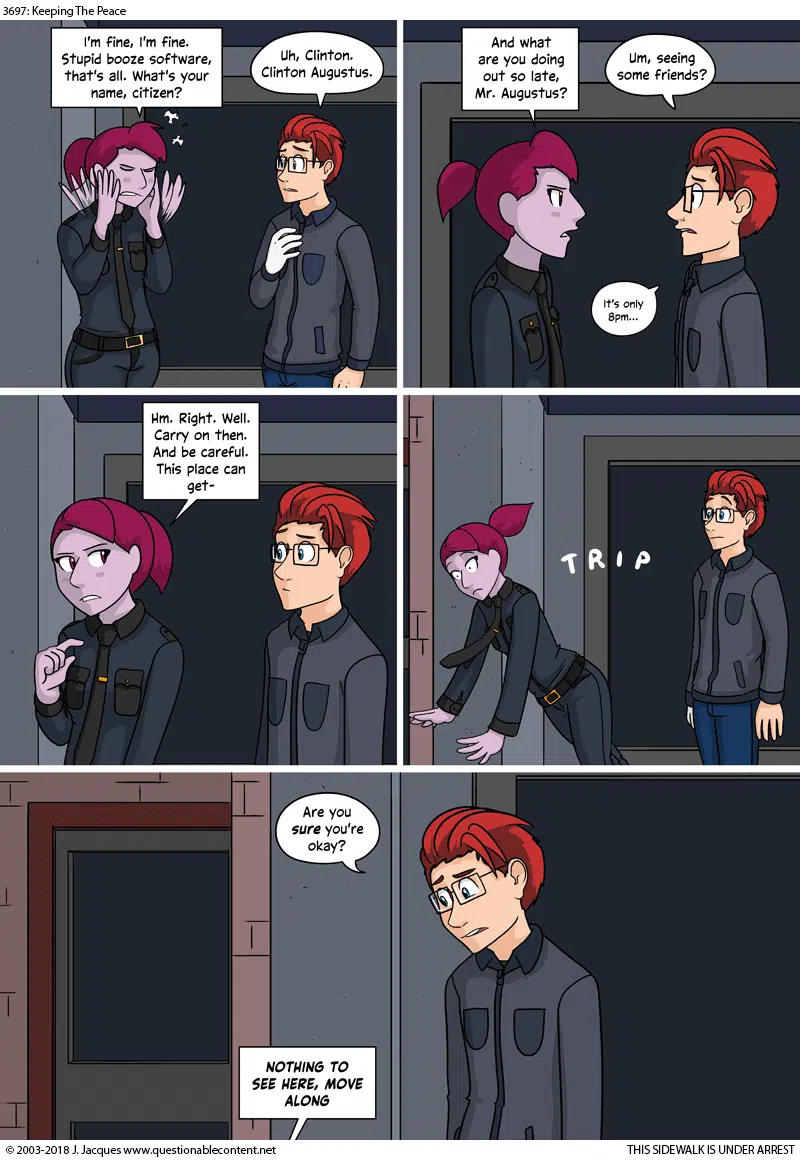 3697: Keeping The Peace
I'm fine, I'm fine.
Stupid booze software,
that's all. What's your
name, citizen?
Uh, Clinton.
Clinton Augustus.
And what
are you doing
out so late,
Mr. Augustus?
Um, seeing
some friends?
It's only
8pm...
Hm. Right. Well.
Carry on then.
And be careful.
This place can
get-
TRIP
Are you
sure you're
okay?
NOTHING TO
SEE HERE, MOVE
ALONG
© 2003-2018 J. Jacques www.questionablecontent.net
THIS SIDEWALK IS UNDER ARREST